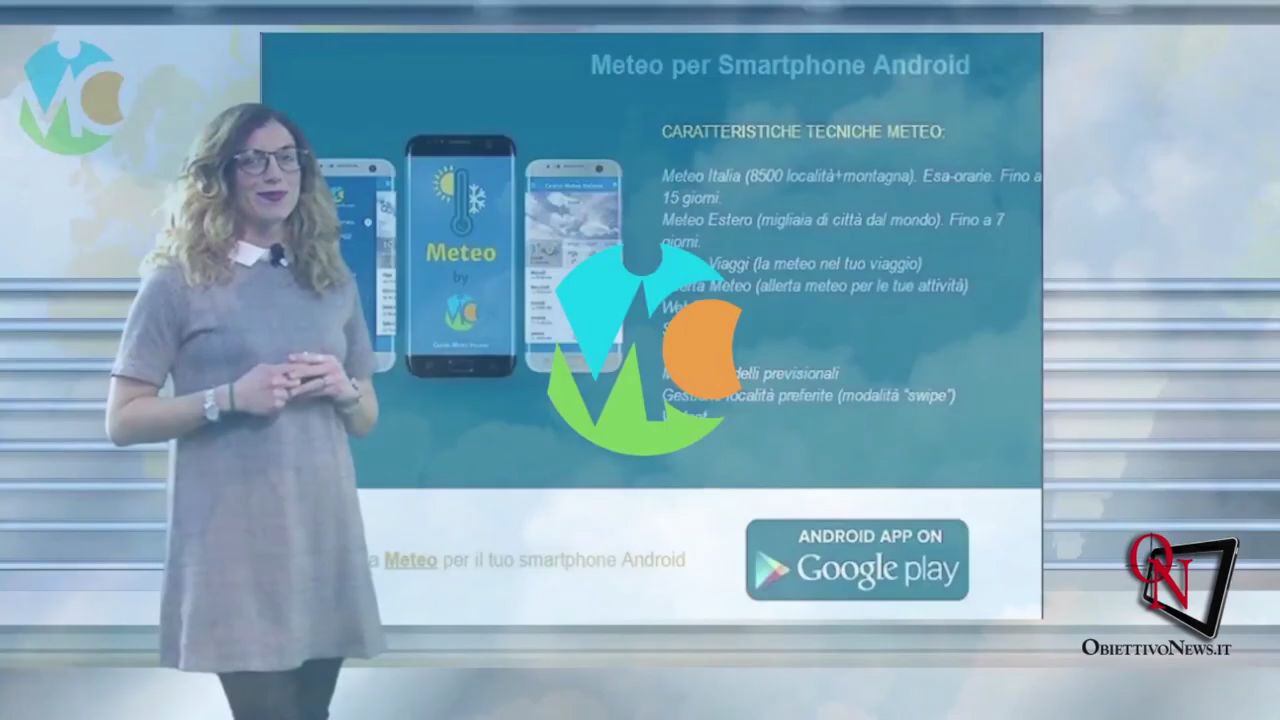 Meteo per Smartphone Android
CARATTERISTICHE TECNICHE METEO:
Meteo Italia (8500 località+montagna). Esa-orarie. Fino a
15 giorni.
Meteo Estero (migliaia di città dal mondo). Fino a 7
giorni.
Viaggi (la meteo nel tuo viaggio)
Meteo (allerta meteo per le tue attività)
previsionali
località preferite (modalità “swipe”)
Meteo
by
MC
a Meteo per il tuo smartphone Android
ANDROID APP ON
Google play
ON
OBIETTIVONEWS.IT